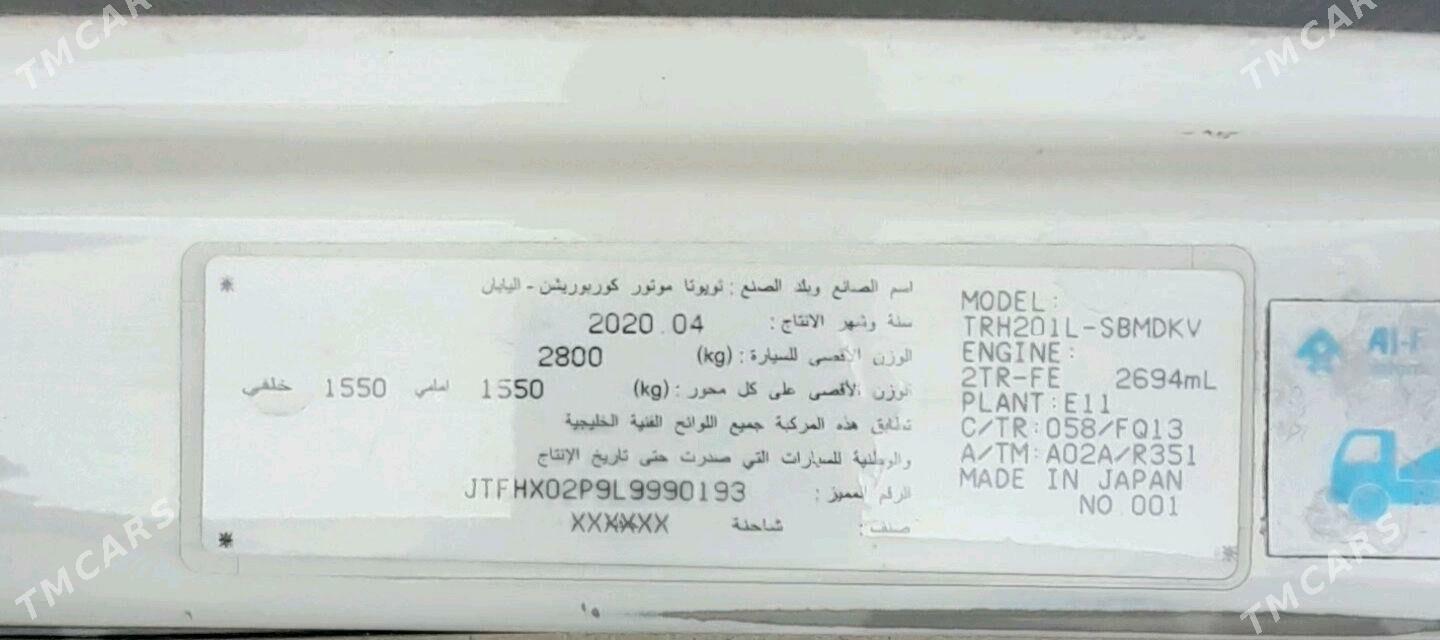 اسم الصانع وبلد الصنع : تويوتا موتور كوربوريشن - اليابان
سنة وشهر الانتاج : 2020.04
الوزن الأقصى للسيارة : (kg) 2800
الوزن الأقصى على كل محور : (kg) 1550 امامي 1550 خلفي
تطابق هذه المركبة جميع اللوائح الفنية الخليجية
والوطنية للسيارات التي صدرت حتى تاريخ الإنتاج
الرقم المميز : JTFHX02P9L9990193
صنف : شاحنة XXXXXX
MODEL:
TRH201L-SBMDKV
ENGINE:
2TR-FE 2694mL
PLANT:E11
C/TR:058/FQ13
A/TM:A02A/R351
MADE IN JAPAN
NO.001
Al-F
TMCARS
TMCARS
TMCARS
TMCARS